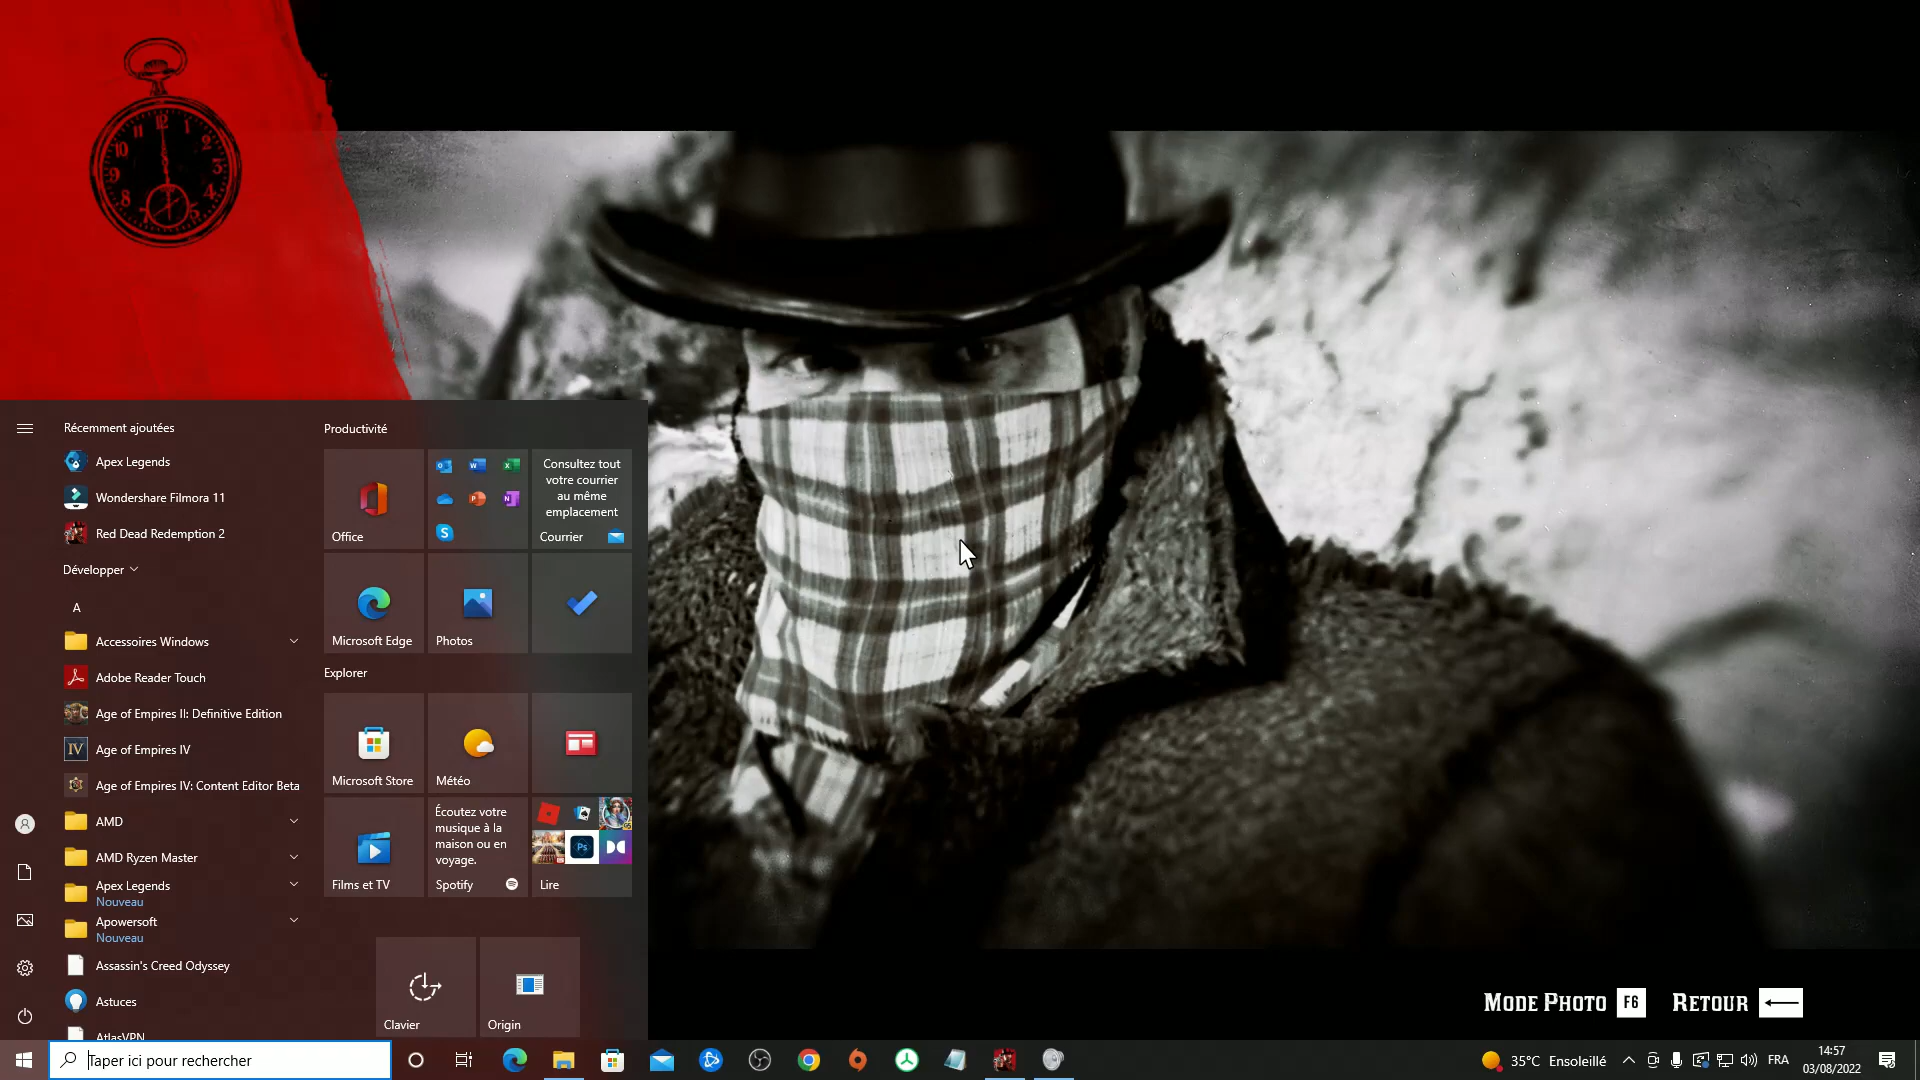 Récemment ajoutées
Apex Legends
Wondershare Filmora 11
Red Dead Redemption 2
Développer
A
Accessoires Windows
Adobe Reader Touch
Age of Empires II: Definitive Edition
IV
Age of Empires IV
Age of Empires IV: Content Editor Beta
AMD
AMD Ryzen Master
Apex Legends
Nouveau
Apowersoft
Nouveau
Assassin's Creed Odyssey
Astuces
AtlasVPN
Productivité
Office
Consultez tout
votre courrier
au même
emplacement
Courrier
Microsoft Edge
Photos
Explorer
Microsoft Store
Météo
Films et TV
Écoutez votre
musique à la
maison ou en
voyage.
Spotify
Ps
Lire
Clavier
Origin
Mode Photo F6
Retour
Taper ici pour rechercher
35°C Ensoleillé
FRA
14:57
03/08/2022